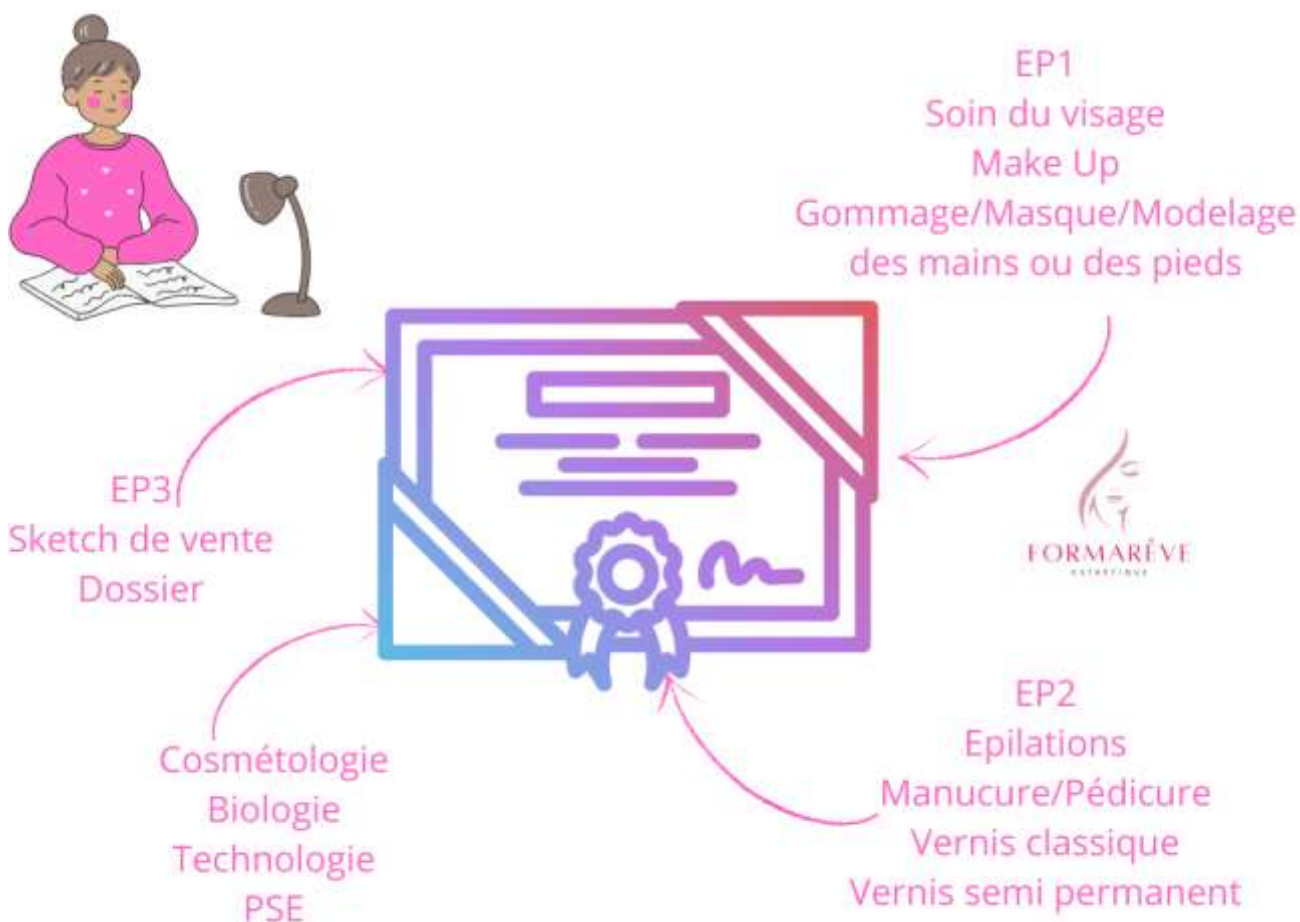 EP1
Soin du visage
Make Up
Gommage/Masque/Modelage
des mains ou des pieds
EP3
Sketch de vente
Dossier
FORMARÊVE
ESTHÉTIQUE
Cosmétologie
Biologie
Technologie
PSE
EP2
Epilations
Manucure/Pédicure
Vernis classique
Vernis semi permanent